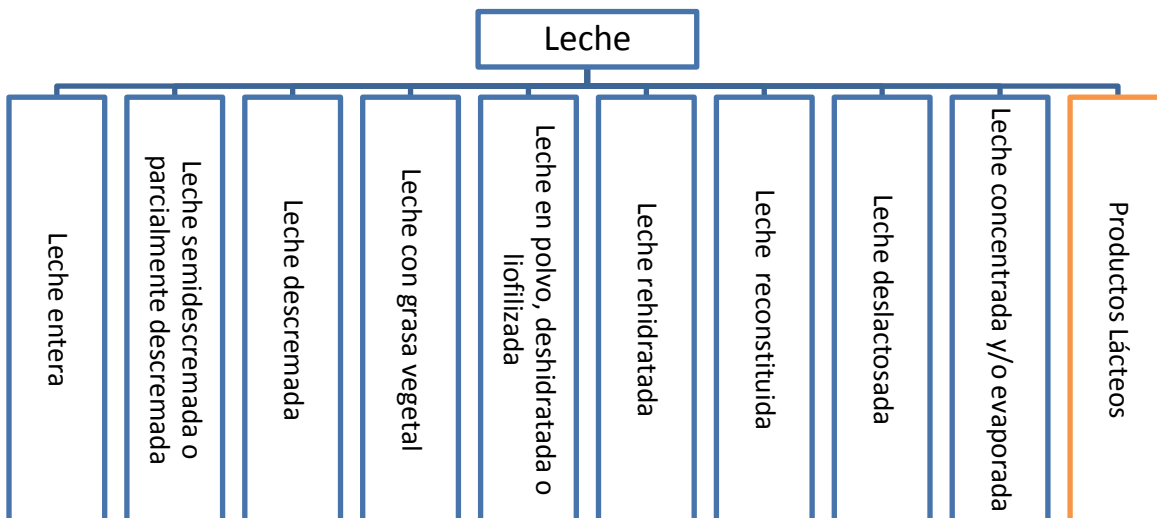 Leche
Leche entera
Leche semidescremada o
parcialmente descremada
Leche descremada
Leche con grasa vegetal
Leche en polvo, deshidratada o
liofilizada
Leche rehidratada
Leche reconstituida
Leche deslactosada
Leche concentrada y/o evaporada
Productos Lácteos